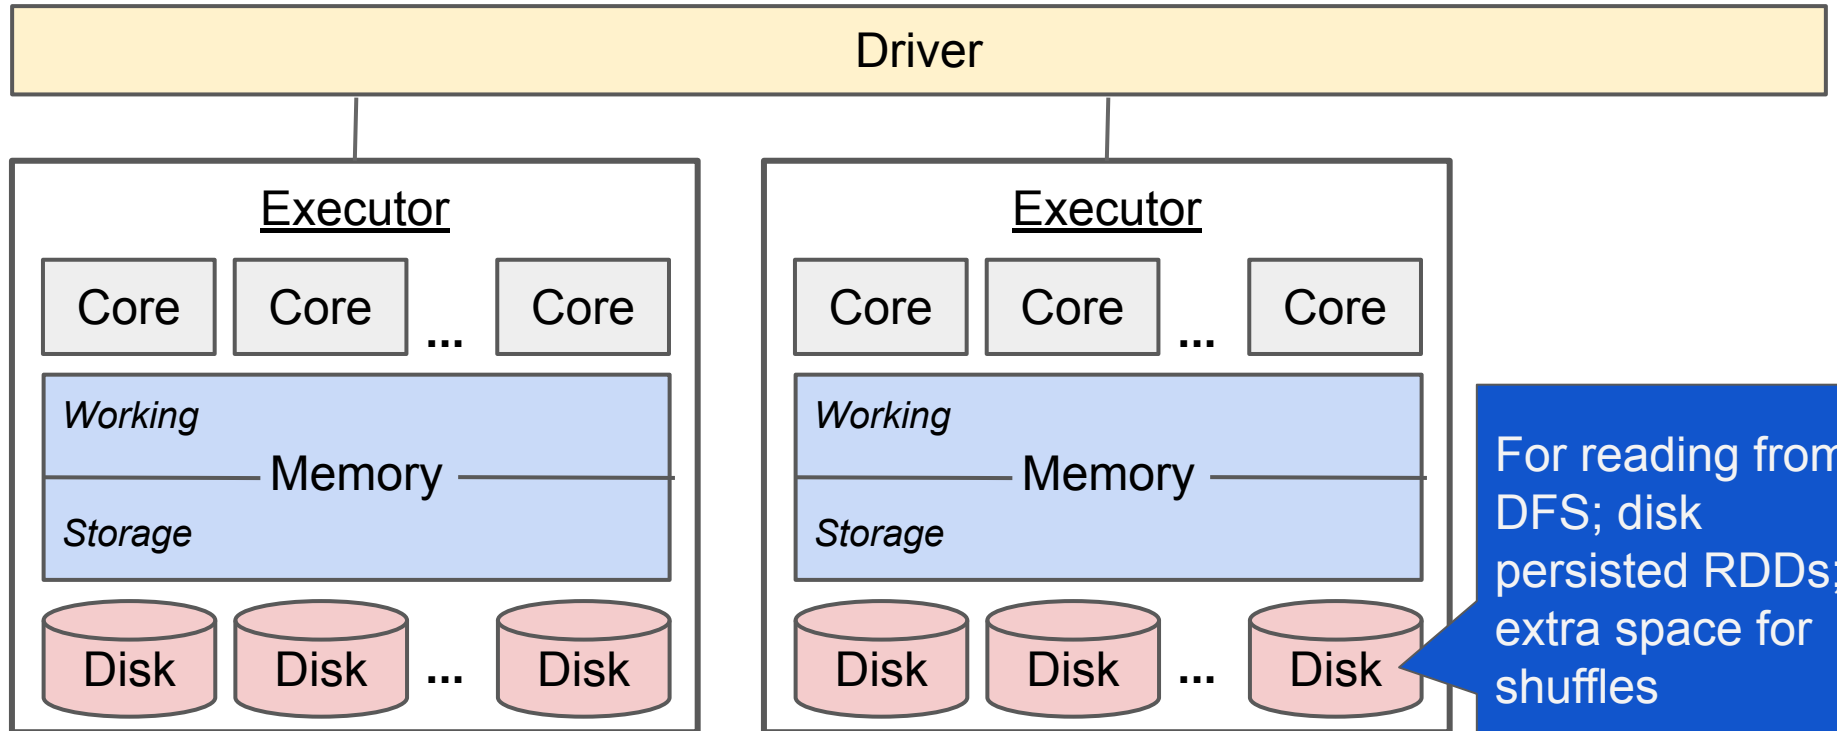 Driver
Executor
Core Core ... Core
Working
Memory
Storage
Disk Disk ... Disk
Executor
Core Core ... Core
Working
Memory
Storage
Disk Disk ... Disk
For reading from
DFS; disk
persisted RDDs;
extra space for
shuffles